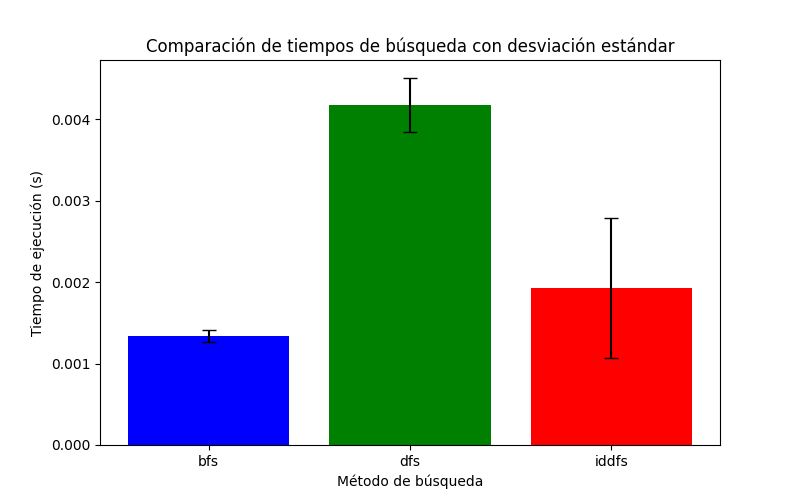 Comparación de tiempos de búsqueda con desviación estándar
Tiempo de ejecución (s)
0.004
0.003
0.002
0.001
0.000
bfs
dfs
iddfs
Método de búsqueda